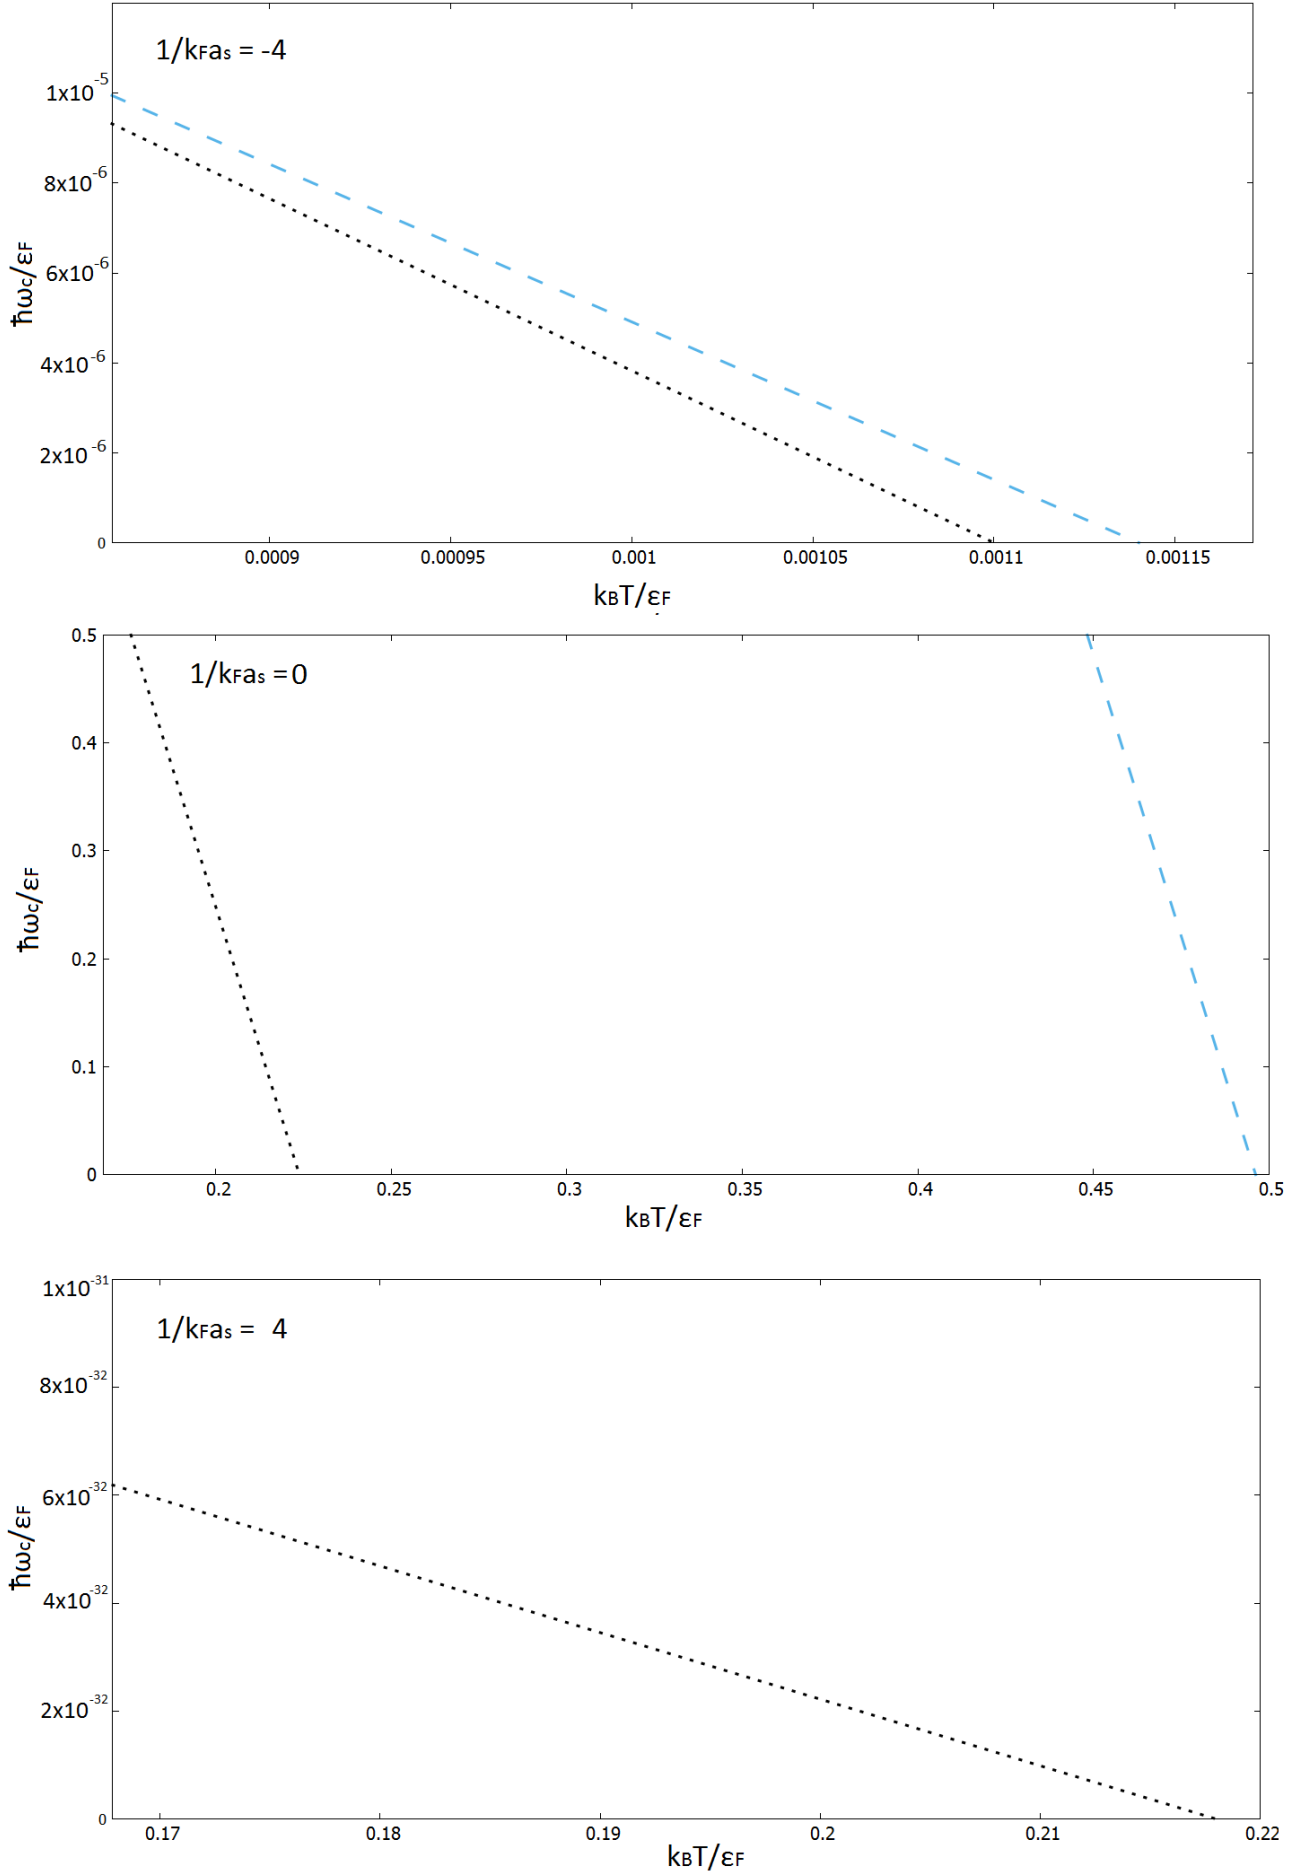 1/kFas = -4
1x10-5
8x10-6
6x10-6
4x10-6
2x10-6
0
ħωc/εF
0.0009 0.00095 0.001 0.00105 0.0011 0.00115
kBT/εF
1/kFas = 0
0.5
0.4
0.3
0.2
0.1
0
ħωc/εF
0.2 0.25 0.3 0.35 0.4 0.45 0.5
kBT/εF
1x10-31
1/kFas = 4
8x10-32
6x10-32
4x10-32
2x10-32
0
ħωc/εF
0.17 0.18 0.19 0.2 0.21 0.22
kBT/εF